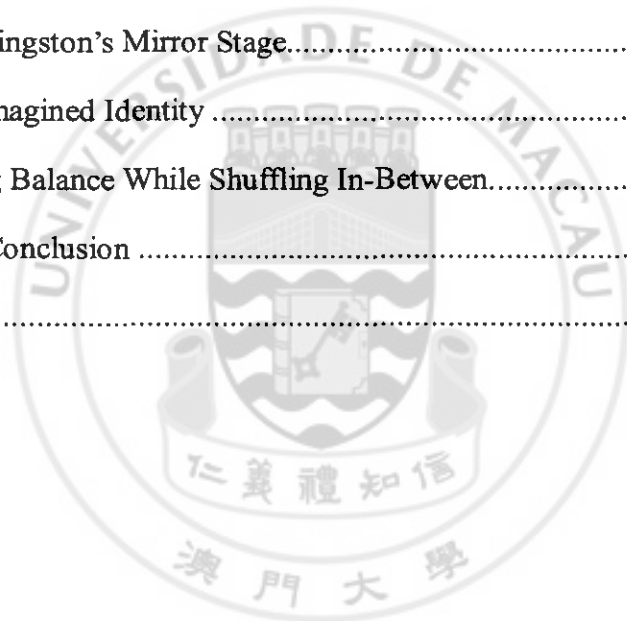 ingston's Mirror Stage.......................................................
magined Identity .......................................................
Balance While Shuffling In-Between.......................
Conclusion .......................................................
.......................................................
UNIVERSIDADE DE MACAU
仁義禮知信
澳門大學